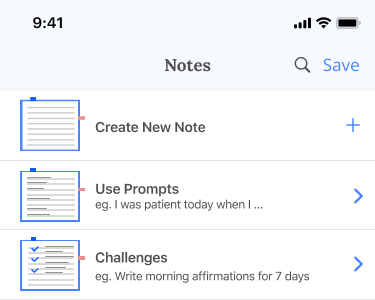 9:41
Notes
Save
Create New Note
Use Prompts
eg. I was patient today when I ...
Challenges
eg. Write morning affirmations for 7 days